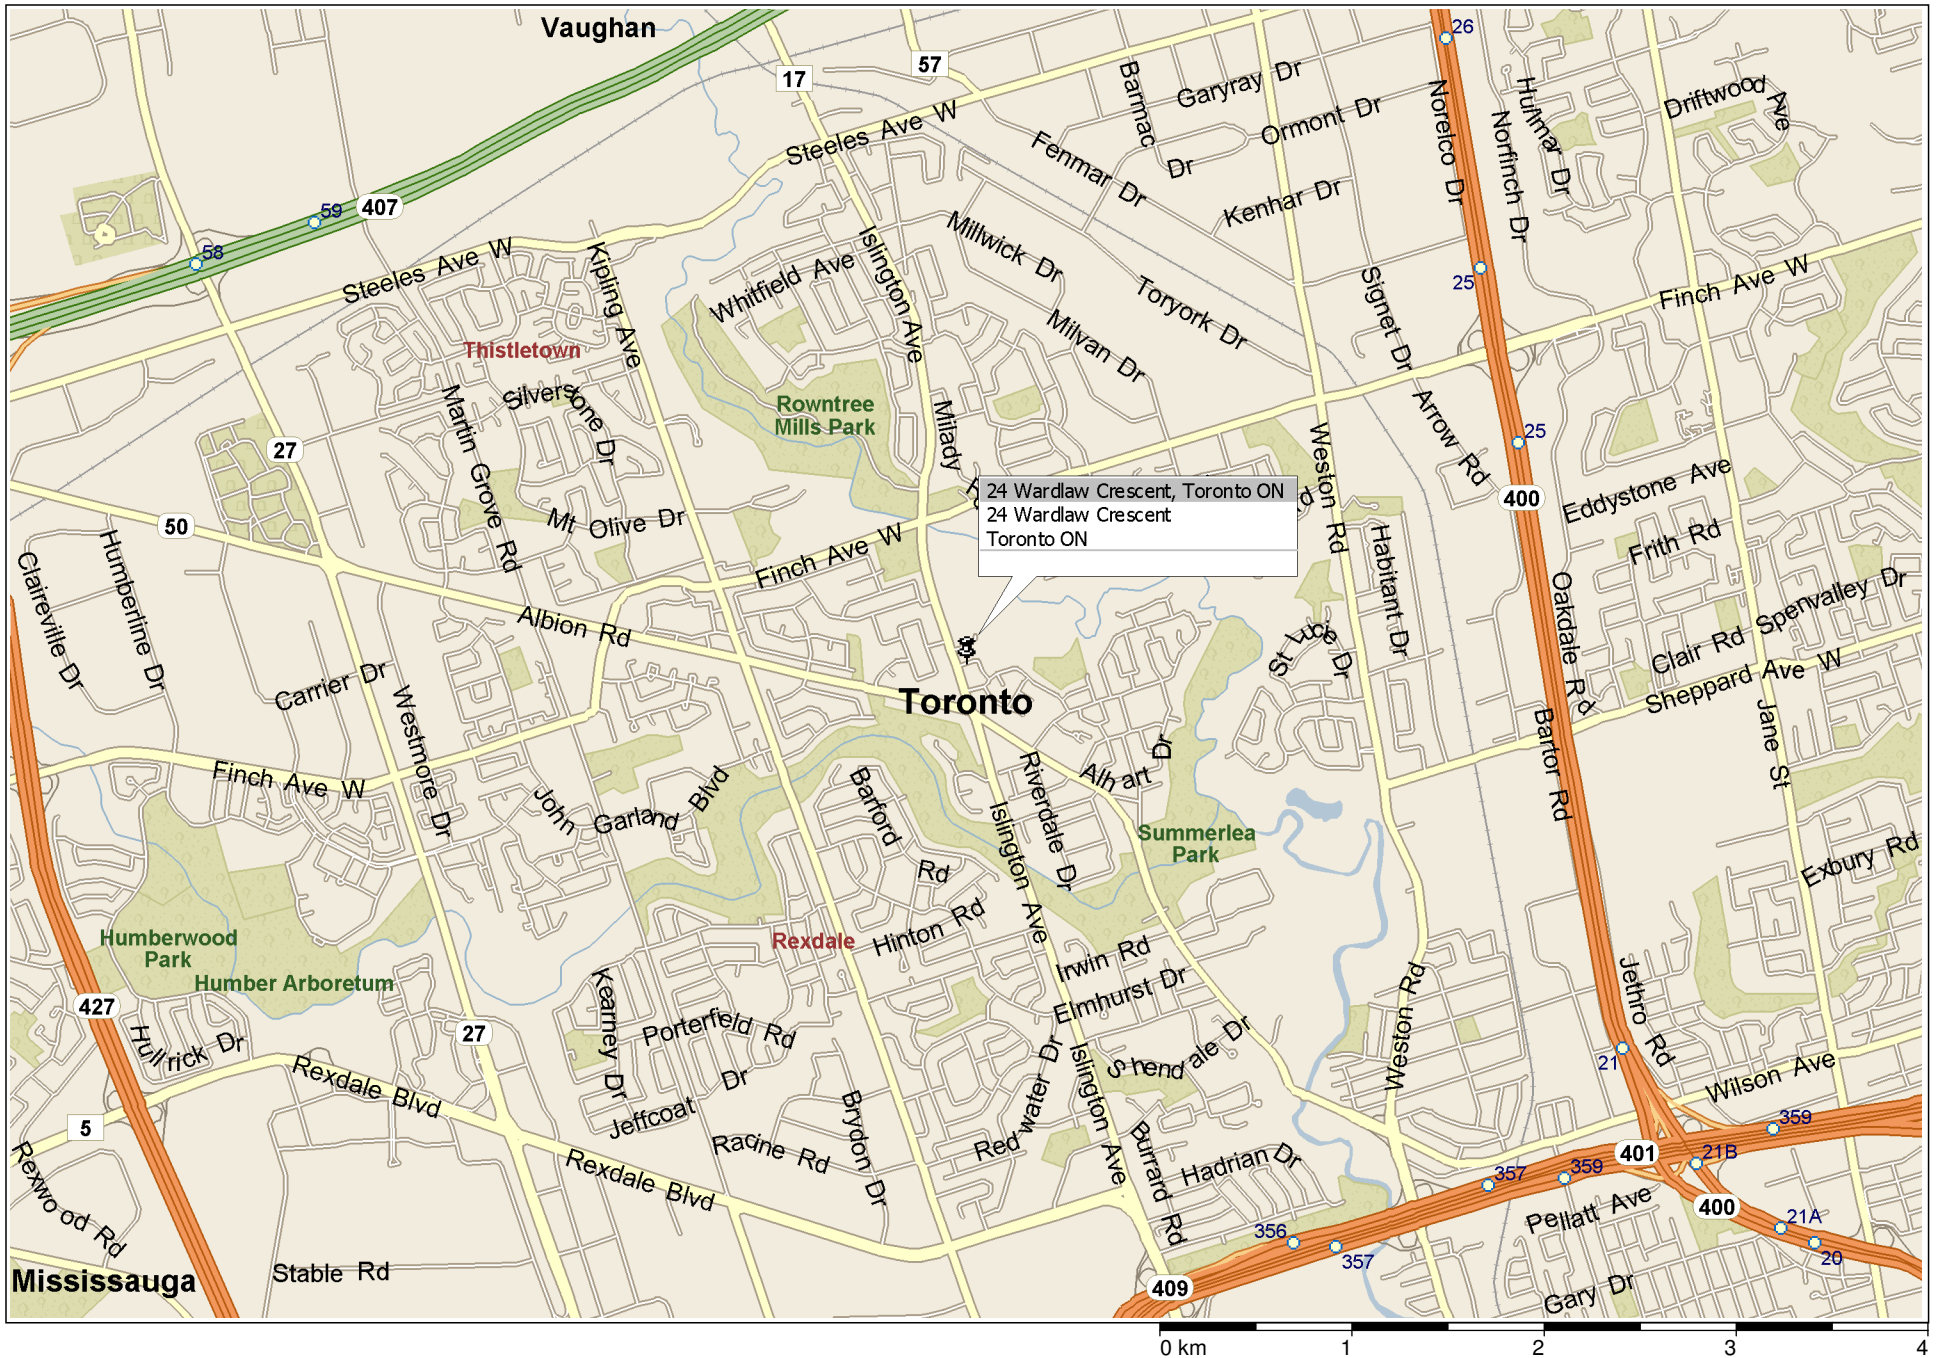 Vaughan
57
17
26
Barmac
Dr
Garyray Dr
Ormont Dr
Norelco Dr
Norfinch Dr
Hullmar Dr
Driftwood Ave
Steeles Ave W
Fenmar Dr
Kenhar Dr
59
407
58
Steeles Ave W
Kipling Ave
Whitfield Ave
Islington Ave
Millwick Dr
Toryork Dr
Milvan Dr
Signet Dr
25
Finch Ave W
Thistletown
Silverstone Dr
Martin Grove Rd
Rowntree
Mills Park
Milady
Arrow Rd
25
27
Weston Rd
400
Eddystone Ave
24 Wardlaw Crescent, Toronto ON
24 Wardlaw Crescent
Toronto ON
50
Mt Olive Dr
Finch Ave W
Habitant Dr
Frith Rd
Claireville Dr
Humberline Dr
Albion Rd
Oakdale Rd
Spenvalley Dr
Clair Rd
St Lucie Dr
Sheppard Ave W
Carrier Dr
Westmore Dr
Toronto
Bartor Rd
Jane St
Finch Ave W
John Garland Blvd
Barford
Rd
Riverdale Dr
Alhart Dr
Islington Ave
Summerlea
Park
Exbury Rd
Humberwood
Park
Humber Arboretum
Rexdale
Hinton Rd
Irwin Rd
Elmhurst Dr
Weston Rd
Jethro Rd
427
27
Hullrick Dr
Kearney Dr
Porterfield Rd
Shendale Dr
21
Wilson Ave
Rexdale Blvd
Jeffcoat Dr
Redwater Dr
Islington Ave
5
Racine Rd
Brydon Dr
Burrard Rd
Hadrian Dr
359
401
21B
357
359
Rexwood Rd
Rexdale Blvd
Pellatt Ave
400
21A
20
356
357
Mississauga
Stable Rd
409
Gary Dr
0 km 1 2 3 4